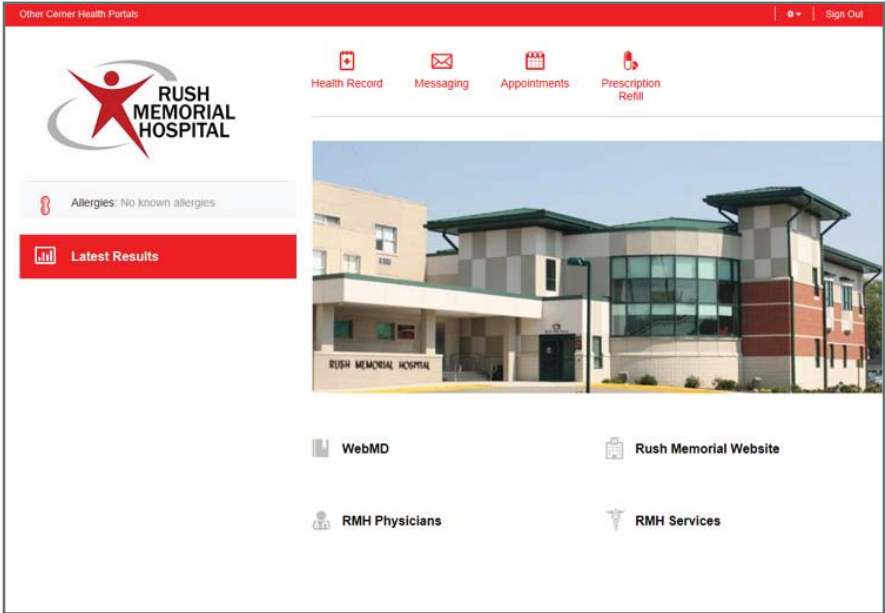 Other Cerner Health Portals
Sign Out
RUSH
MEMORIAL
HOSPITAL
Health Record
Messaging
Appointments
Prescription
Refill
Allergies: No known allergies
Latest Results
RUSH MEMORIAL HOSPITAL
WebMD
Rush Memorial Website
RMH Physicians
RMH Services